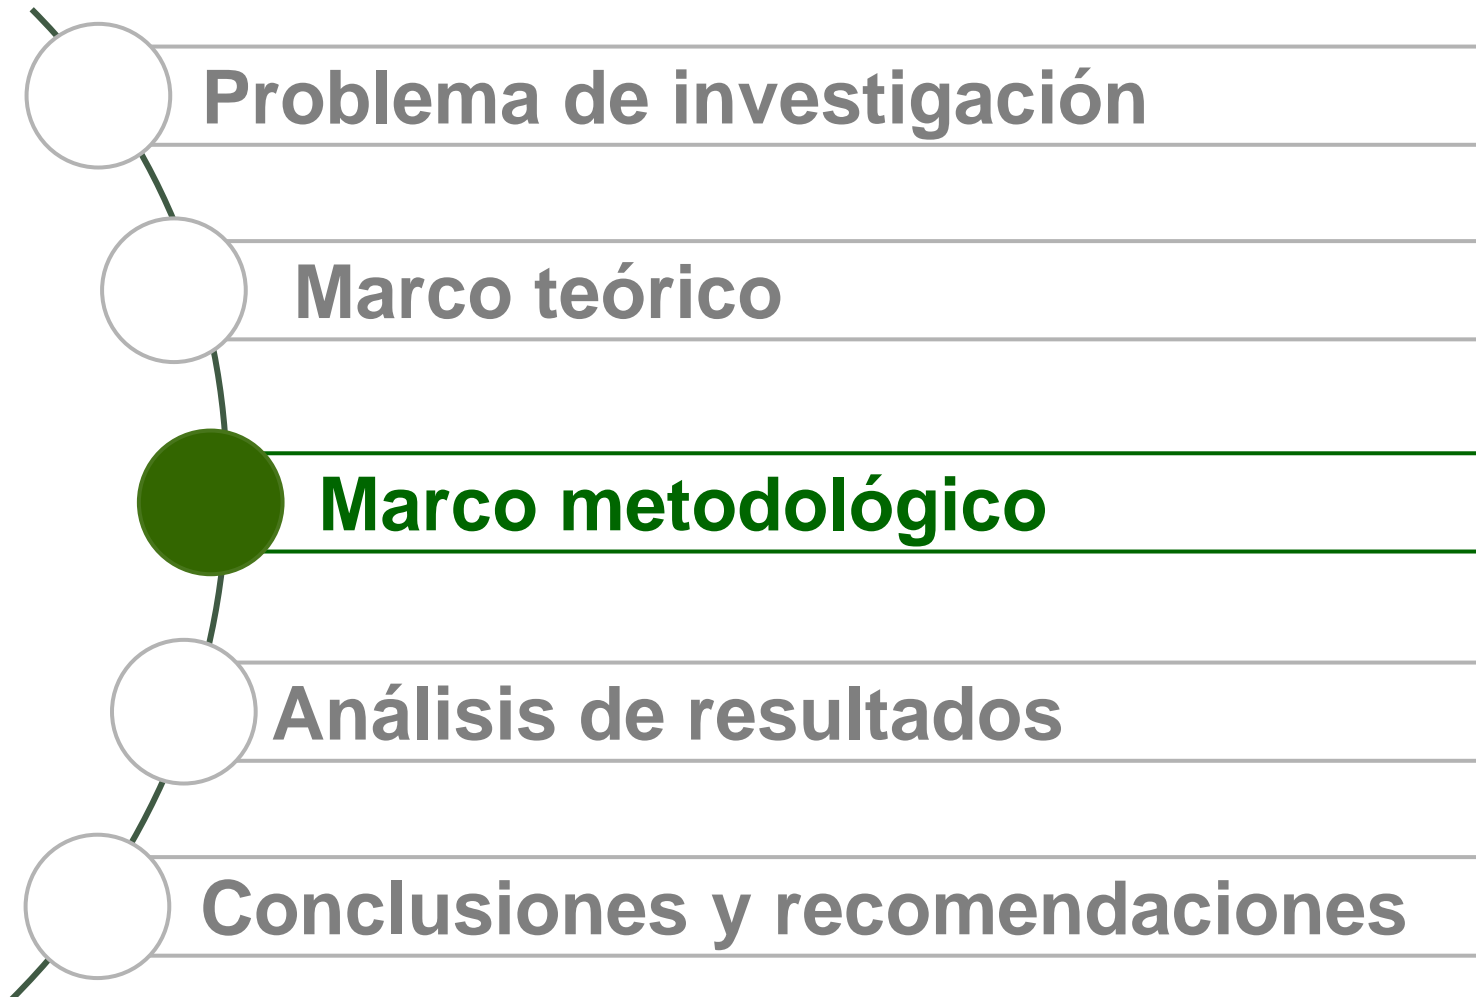 Problema de investigación
Marco teórico
Marco metodológico
Análisis de resultados
Conclusiones y recomendaciones